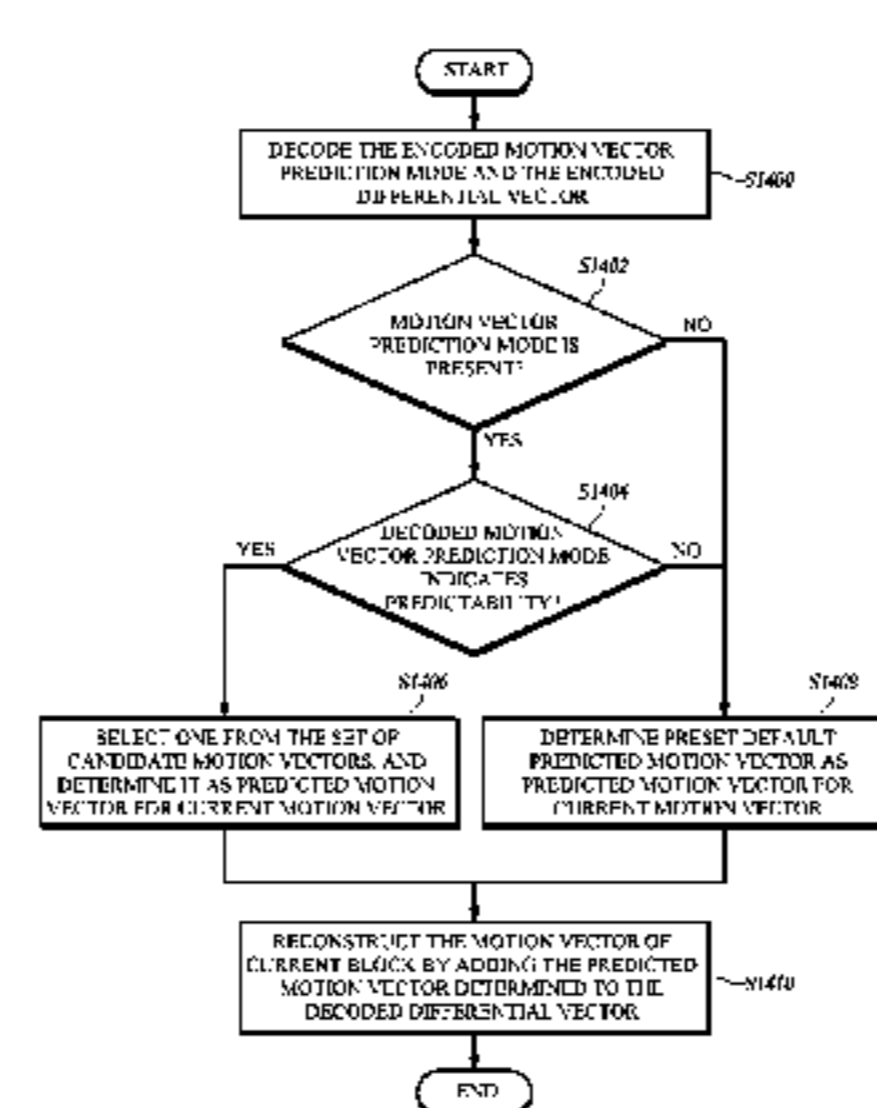 START
DECODE THE ENCODED MOTION VECTOR
PREDICTION MODE AND THE ENCODED
DIFFERENTIAL VECTOR
S1400
S1402
MOTION VECTOR
PREDICTION MODE IS
PRESENT?
NO
YES
S1404
DECODED MOTION
VECTOR PREDICTION MODE
INDICATES
PREDICTABILITY?
YES
NO
S1406
S1408
SELECT ONE FROM THE SET OF
CANDIDATE MOTION VECTORS, AND
DETERMINE IT AS PREDICTED MOTION
VECTOR FOR CURRENT MOTION VECTOR
DETERMINE PRESET DEFAULT
PREDICTED MOTION VECTOR AS
PREDICTED MOTION VECTOR FOR
CURRENT MOTION VECTOR
RECONSTRUCT THE MOTION VECTOR OF
CURRENT BLOCK BY ADDING THE PREDICTED
MOTION VECTOR DETERMINED TO THE
DECODED DIFFERENTIAL VECTOR
S1410
END